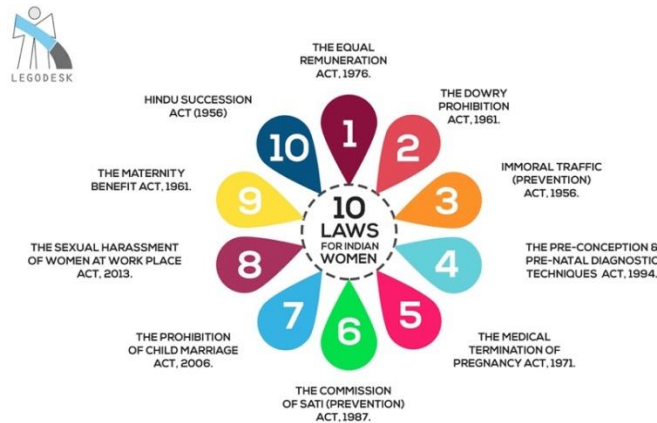 LEGODESK
THE EQUAL
REMUNERATION
ACT, 1976.
1
THE DOWRY
PROHIBITION
ACT, 1961.
2
IMMORAL TRAFFIC
(PREVENTION)
ACT, 1956.
3
THE PRE-CONCEPTION &
PRE-NATAL DIAGNOSTIC
TECHNIQUES ACT, 1994.
4
THE MEDICAL
TERMINATION OF
PREGNANCY ACT, 1971.
5
THE COMMISSION
OF SATI (PREVENTION)
ACT, 1987.
6
THE PROHIBITION
OF CHILD MARRIAGE
ACT, 2006.
7
THE SEXUAL HARASSMENT
OF WOMEN AT WORK PLACE
ACT, 2013.
8
THE MATERNITY
BENEFIT ACT, 1961.
9
HINDU SUCCESSION
ACT (1956)
10
10
LAWS
FOR INDIAN
WOMEN